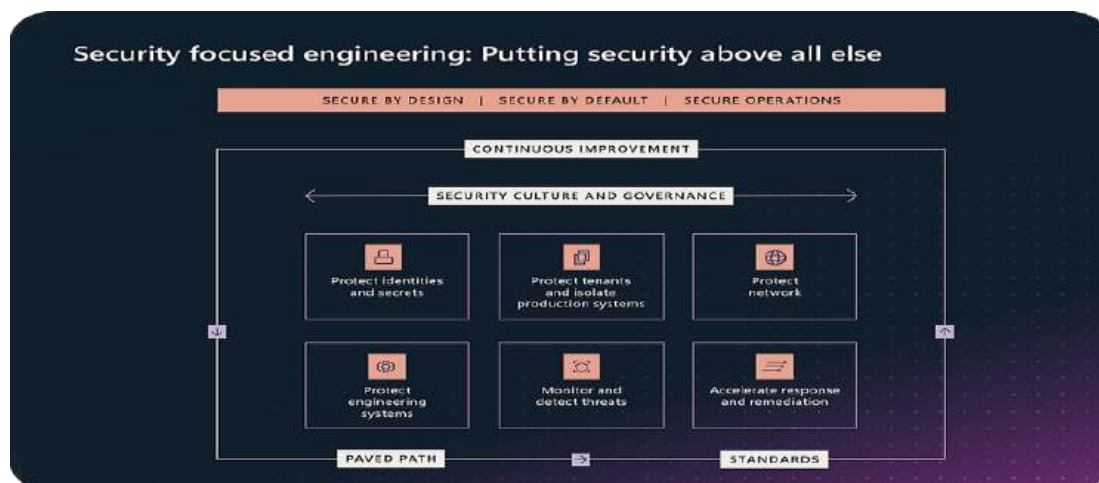 Security focused engineering: Putting security above all else
SECURE BY DESIGN | SECURE BY DEFAULT | SECURE OPERATIONS
CONTINUOUS IMPROVEMENT
SECURITY CULTURE AND GOVERNANCE
Protect identities
and secrets
Protect tenants
and isolate
production systems
Protect
network
Protect
engineering
systems
Monitor and
detect threats
Accelerate response
and remediation
PAVED PATH
STANDARDS